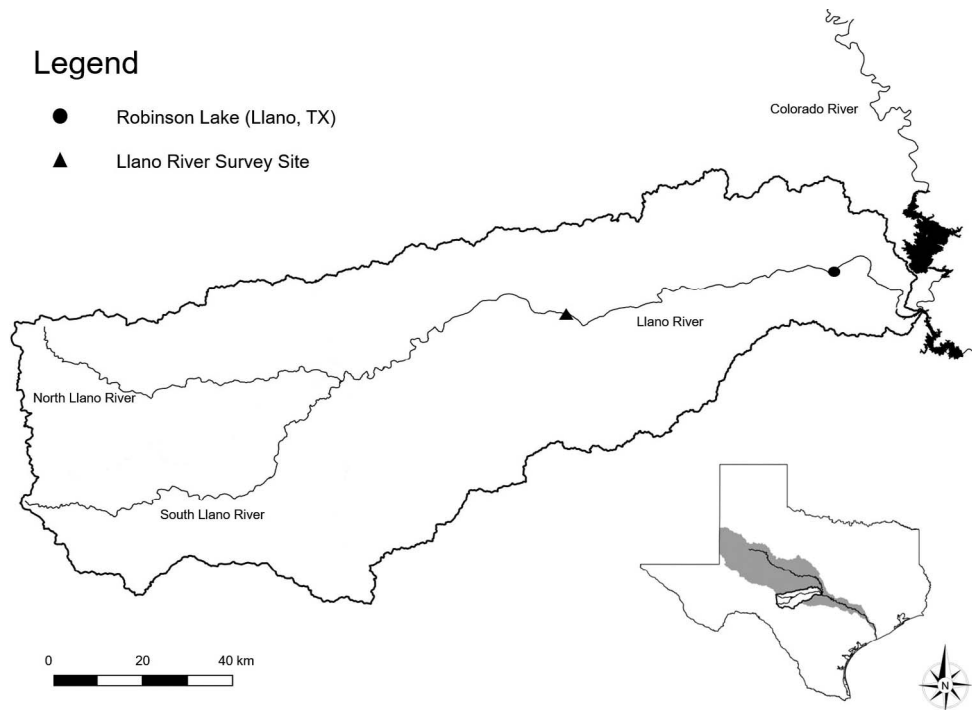 Legend
Robinson Lake (Llano, TX)
Llano River Survey Site
Colorado River
Llano River
North Llano River
South Llano River
0 20 40 km
N